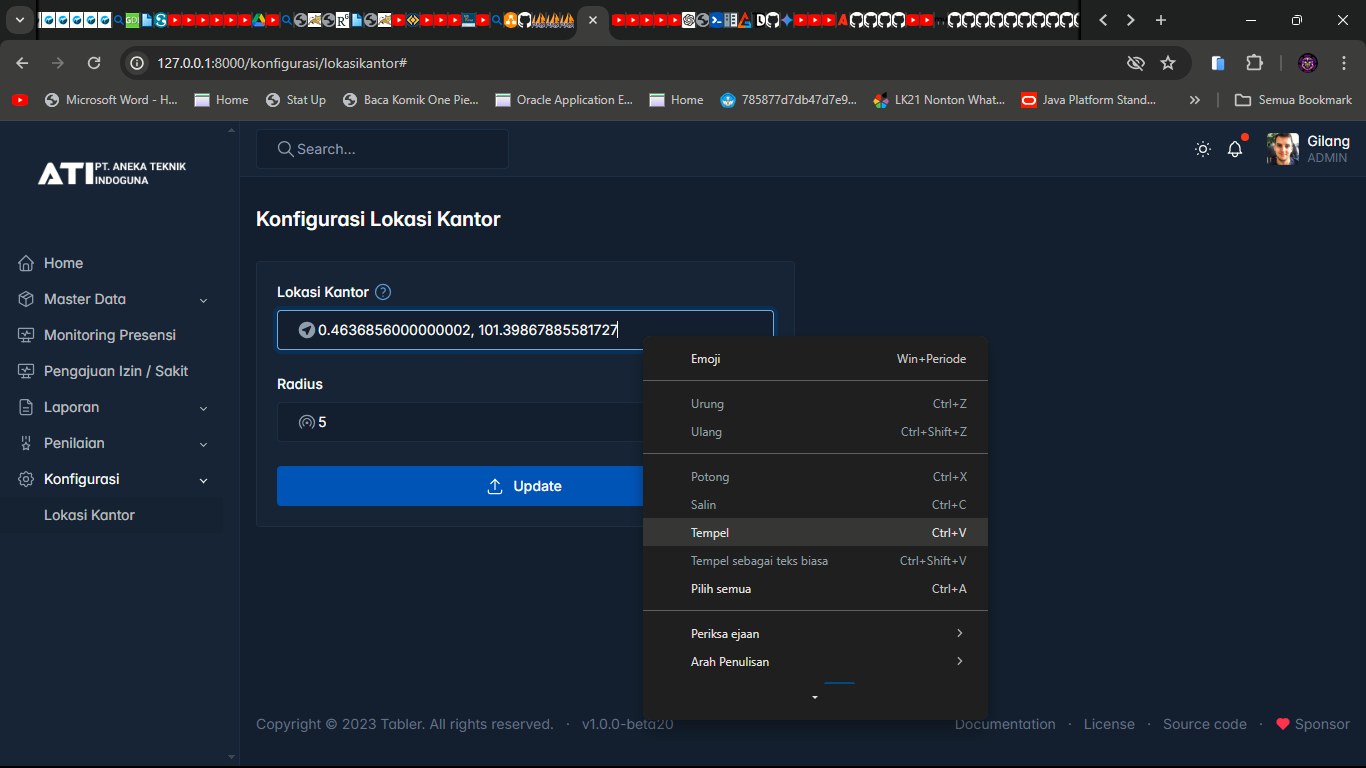 127.0.0.1:8000/konfigurasi/lokasikantor#
Microsoft Word - H...
Home
Stat Up
Baca Komik One Pie...
Oracle Application E...
Home
785877d7db47d7e9...
LK21 Nonton What...
Java Platform Stand...
Semua Bookmark
ATI PT. ANEKA TEKNIK
INDOGUNA
Search...
Gilang
ADMIN
Home
Master Data
Monitoring Presensi
Pengajuan Izin / Sakit
Laporan
Penilaian
Konfigurasi
Lokasi Kantor
Konfigurasi Lokasi Kantor
Lokasi Kantor
0.4636856000000002, 101.39867885581727
Radius
5
Update
Emoji Win+Periode
Urung Ctrl+Z
Ulang Ctrl+Shift+Z
Potong Ctrl+X
Salin Ctrl+C
Tempel Ctrl+V
Tempel sebagai teks biasa Ctrl+Shift+V
Pilih semua Ctrl+A
Periksa ejaan
Arah Penulisan
Copyright © 2023 Tabler. All rights reserved. · v1.0.0-beta20
Documentation · License · Source code · Sponsor